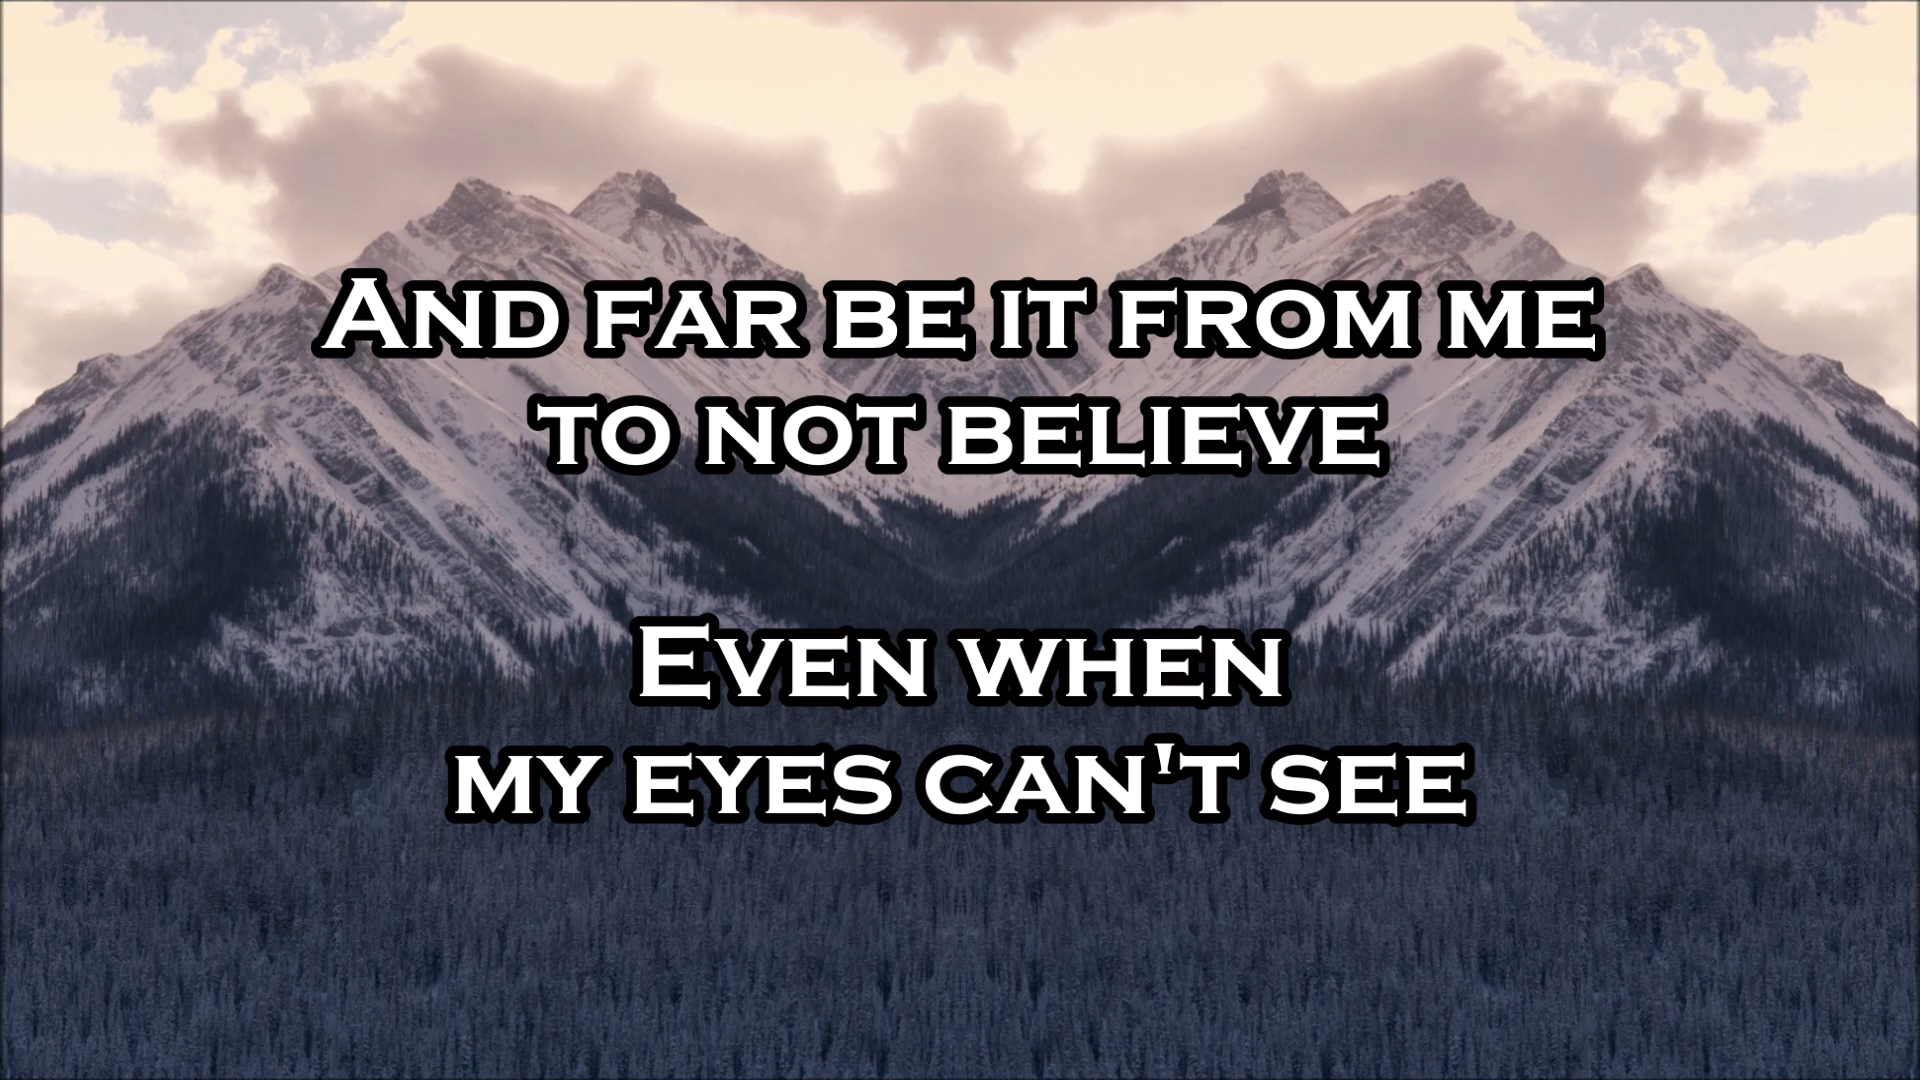 And far be it from me
to not believe
Even when
my eyes can't see